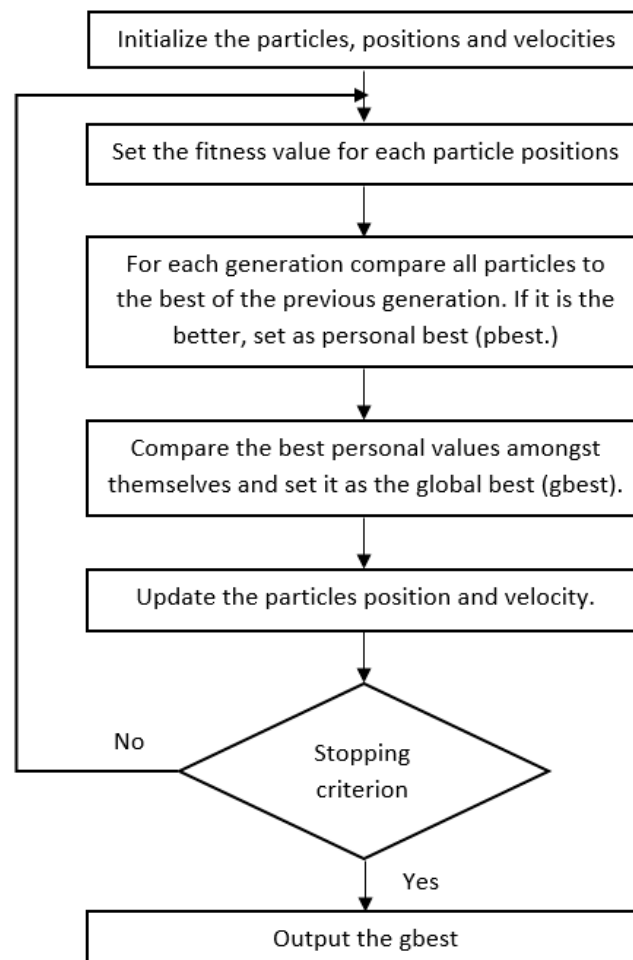 Initialize the particles, positions and velocities
Set the fitness value for each particle positions
For each generation compare all particles to
the best of the previous generation. If it is the
better, set as personal best (pbest.)
Compare the best personal values amongst
themselves and set it as the global best (gbest).
Update the particles position and velocity.
No
Stopping
criterion
Yes
Output the gbest